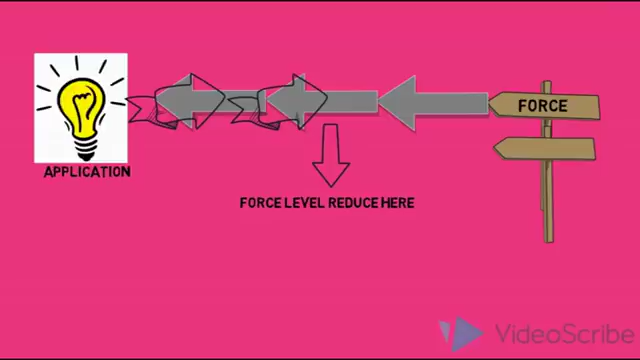 FORCE
APPLICATION
FORCE LEVEL REDUCE HERE
VideoScribe